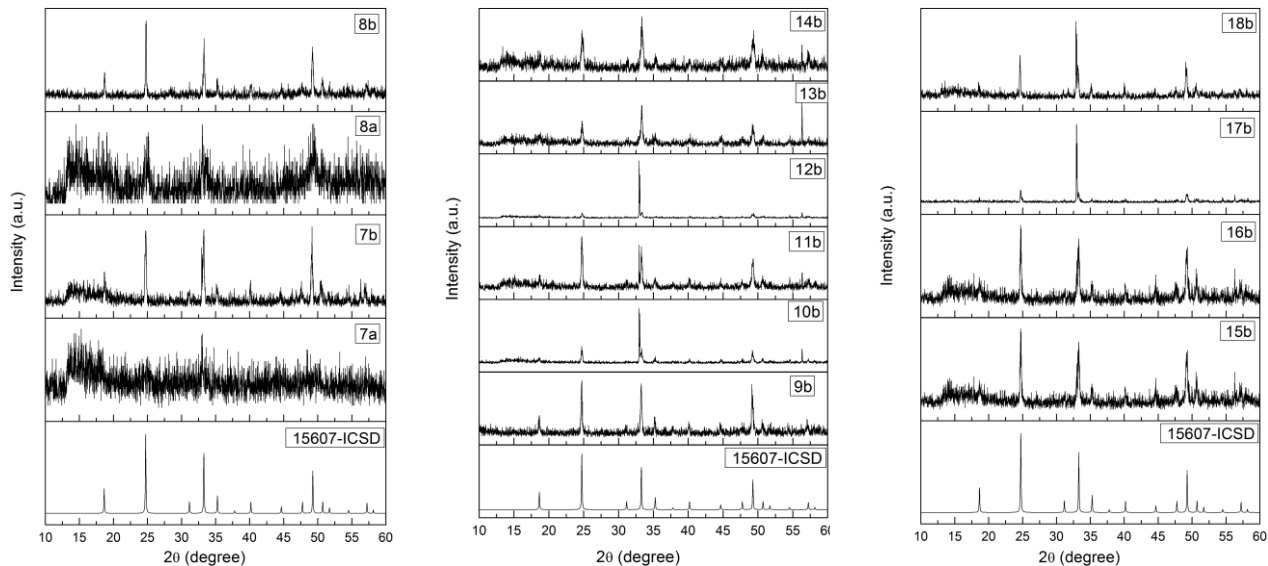 8b
8a
7b
7a
15607-ICSD
Intensity (a.u.)
10 15 20 25 30 35 40 45 50 55 60
2θ (degree)
14b
13b
12b
11b
10b
9b
15607-ICSD
Intensity (a.u.)
10 15 20 25 30 35 40 45 50 55 60
2θ (degree)
18b
17b
16b
15b
15607-ICSD
Intensity (a.u.)
10 15 20 25 30 35 40 45 50 55 60
2θ (degree)